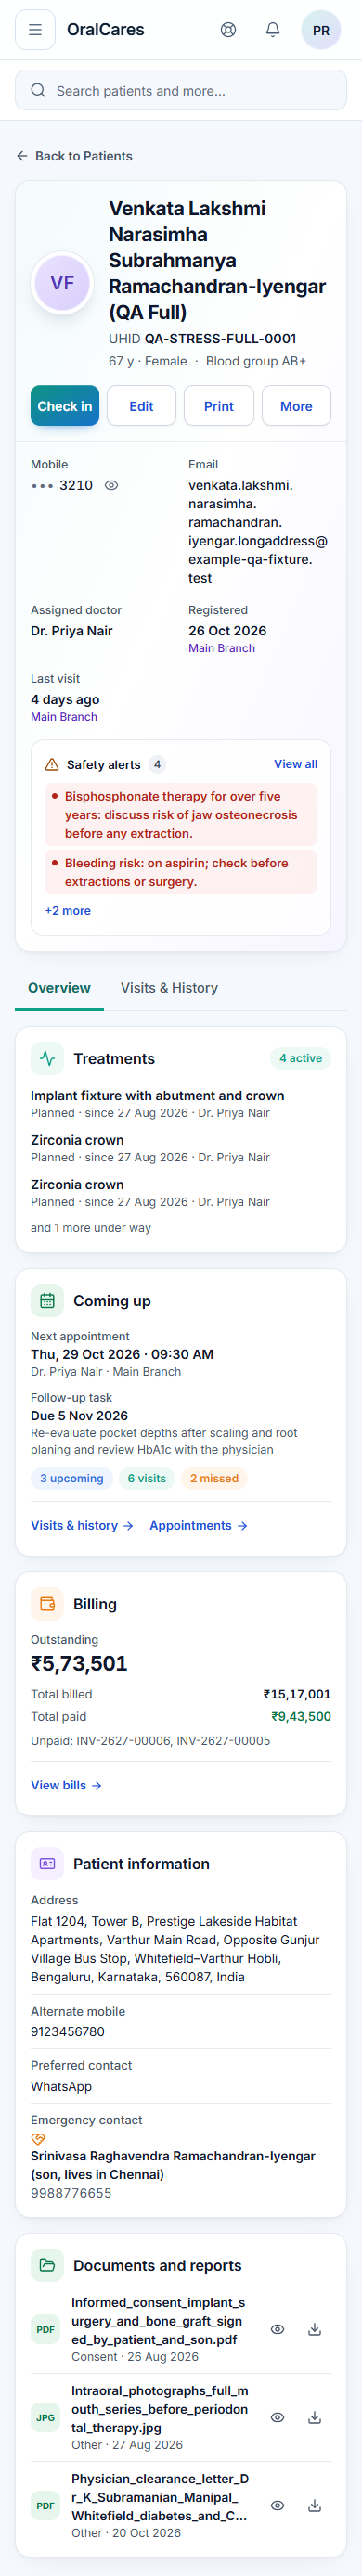 OralCares
PR
Search patients and more...
Back to Patients
VF
Venkata Lakshmi
Narasimha
Subrahmanya
Ramachandran-Iyengar
(QA Full)
UHID QA-STRESS-FULL-0001
67 y · Female · Blood group AB+
Check in
Edit
Print
More
Mobile
••• 3210
Email
venkata.lakshmi.
narasimha.
ramachandran.
iyengar.longaddress@
example-qa-fixture.
test
Assigned doctor
Dr. Priya Nair
Registered
26 Oct 2026
Main Branch
Last visit
4 days ago
Main Branch
Safety alerts 4
View all
• Bisphosphonate therapy for over five
years: discuss risk of jaw osteonecrosis
before any extraction.
• Bleeding risk: on aspirin; check before
extractions or surgery.
+2 more
Overview
Visits & History
Treatments
4 active
Implant fixture with abutment and crown
Planned · since 27 Aug 2026 · Dr. Priya Nair
Zirconia crown
Planned · since 27 Aug 2026 · Dr. Priya Nair
Zirconia crown
Planned · since 27 Aug 2026 · Dr. Priya Nair
and 1 more under way
Coming up
Next appointment
Thu, 29 Oct 2026 · 09:30 AM
Dr. Priya Nair · Main Branch
Follow-up task
Due 5 Nov 2026
Re-evaluate pocket depths after scaling and root
planing and review HbA1c with the physician
3 upcoming
6 visits
2 missed
Visits & history →
Appointments →
Billing
Outstanding
₹5,73,501
Total billed ₹15,17,001
Total paid ₹9,43,500
Unpaid: INV-2627-00006, INV-2627-00005
View bills →
Patient information
Address
Flat 1204, Tower B, Prestige Lakeside Habitat
Apartments, Varthur Main Road, Opposite Gunjur
Village Bus Stop, Whitefield–Varthur Hobli,
Bengaluru, Karnataka, 560087, India
Alternate mobile
9123456780
Preferred contact
WhatsApp
Emergency contact
Srinivasa Raghavendra Ramachandran-Iyengar
(son, lives in Chennai)
9988776655
Documents and reports
PDF
Informed_consent_implant_s
urgery_and_bone_graft_sign
ed_by_patient_and_son.pdf
Consent · 26 Aug 2026
JPG
Intraoral_photographs_full_m
outh_series_before_periodon
tal_therapy.jpg
Other · 27 Aug 2026
PDF
Physician_clearance_letter_D
r_K_Subramanian_Manipal_
Whitefield_diabetes_and_C...
Other · 20 Oct 2026